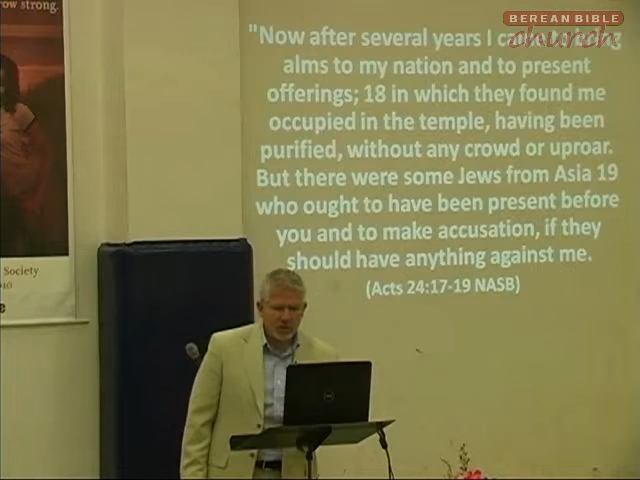 ow strong.
BEREAN BIBLE
church
"Now after several years I
alms to my nation and to present
offerings; 18 in which they found me
occupied in the temple, having been
purified, without any crowd or uproar.
But there were some Jews from Asia 19
who ought to have been present before
you and to make accusation, if they
should have anything against me.
(Acts 24:17-19 NASB)
Society
DELL